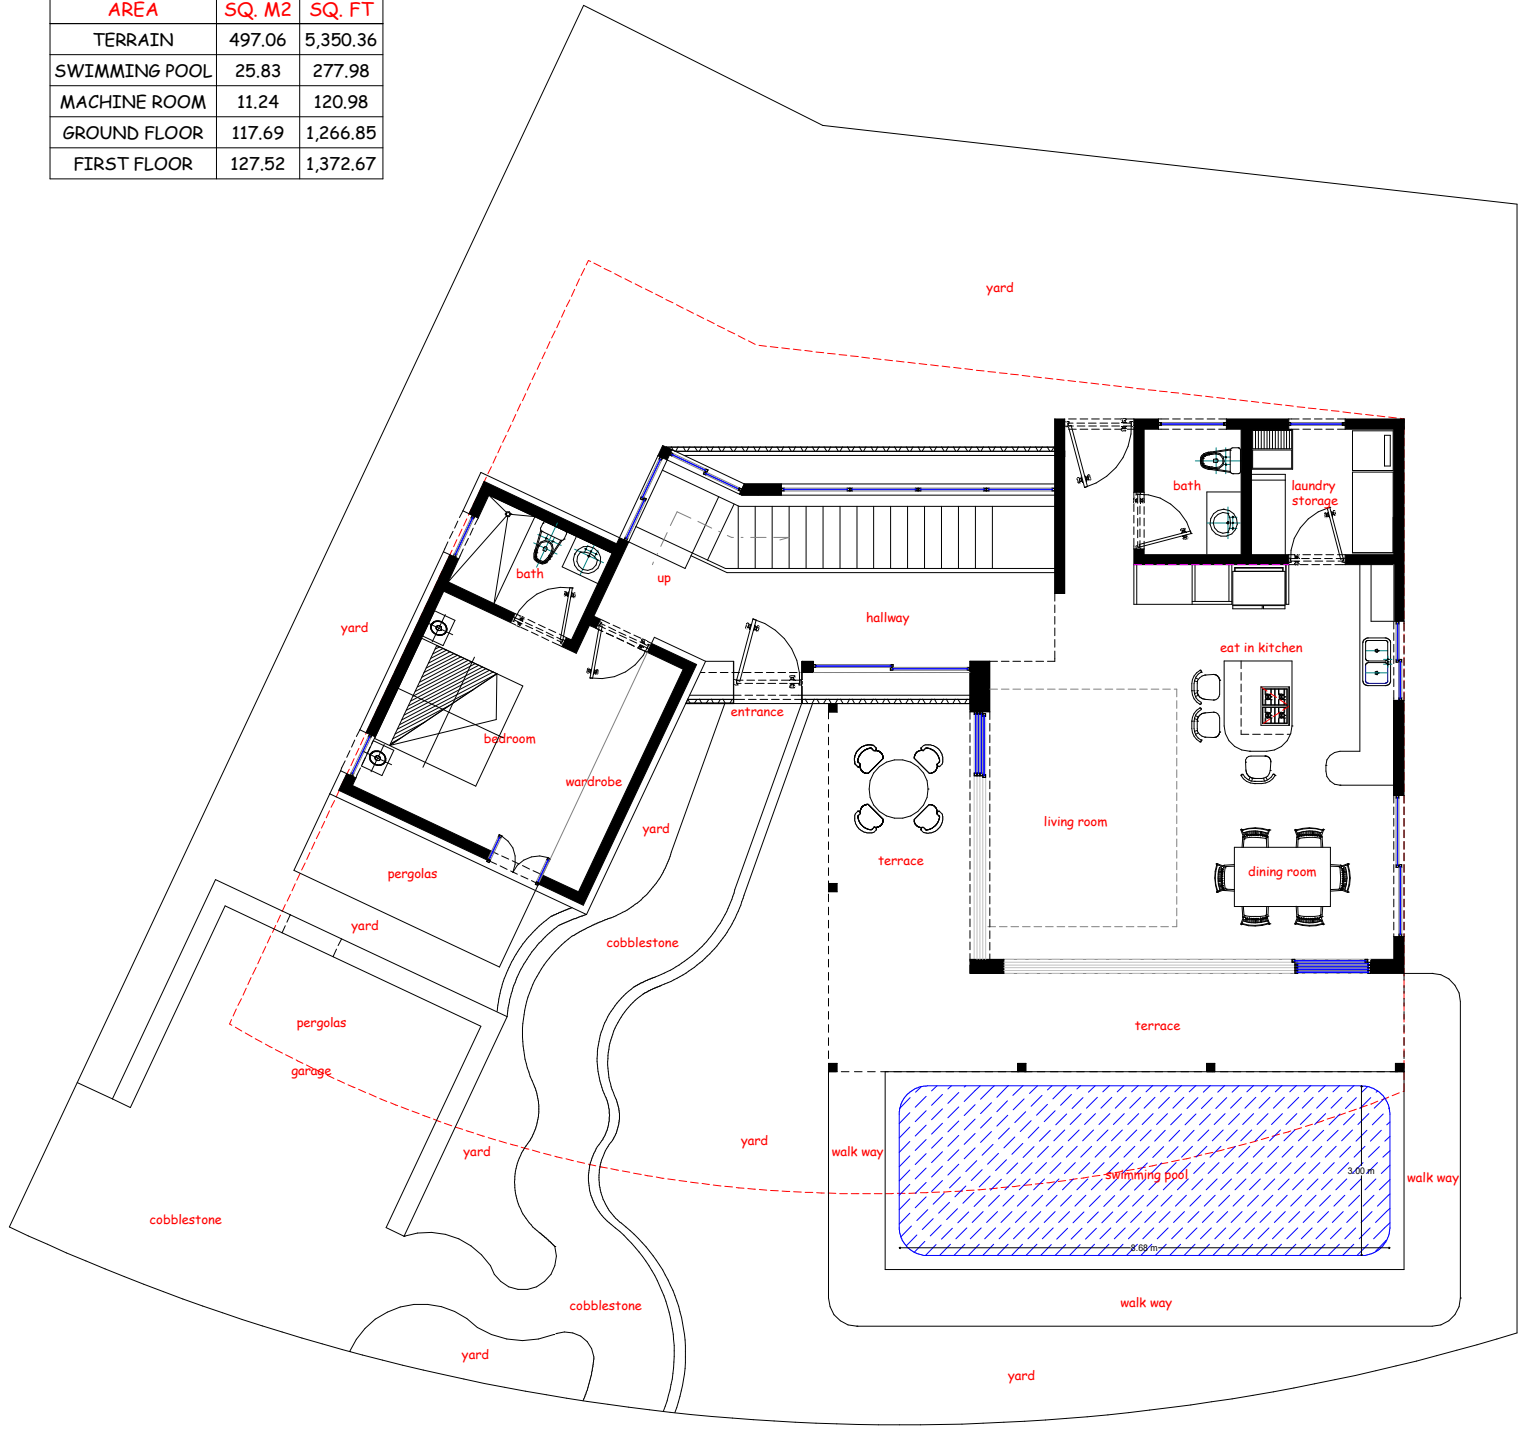 AREA SQ. M2 SQ. FT
TERRAIN 497.06 5,350.36
SWIMMING POOL 25.83 277.98
MACHINE ROOM 11.24 120.98
GROUND FLOOR 117.69 1,266.85
FIRST FLOOR 127.52 1,372.67
yard
bath
laundry
storage
bath
up
hallway
yard
eat in kitchen
entrance
bedroom
wardrobe
living room
yard
terrace
dining room
pergolas
yard
cobblestone
pergolas
terrace
garage
yard
yard
walk way
swimming pool
3.00 m
walk way
cobblestone
8.68 m
cobblestone
walk way
yard
yard